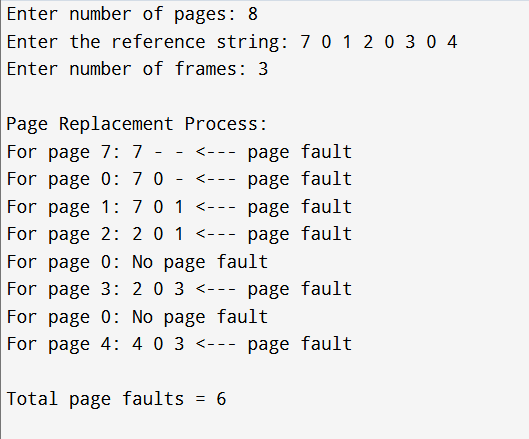 Enter number of pages: 8
Enter the reference string: 7 0 1 2 0 3 0 4
Enter number of frames: 3
Page Replacement Process:
For page 7: 7 - - <--- page fault
For page 0: 7 0 - <--- page fault
For page 1: 7 0 1 <--- page fault
For page 2: 2 0 1 <--- page fault
For page 0: No page fault
For page 3: 2 0 3 <--- page fault
For page 0: No page fault
For page 4: 4 0 3 <--- page fault
Total page faults = 6